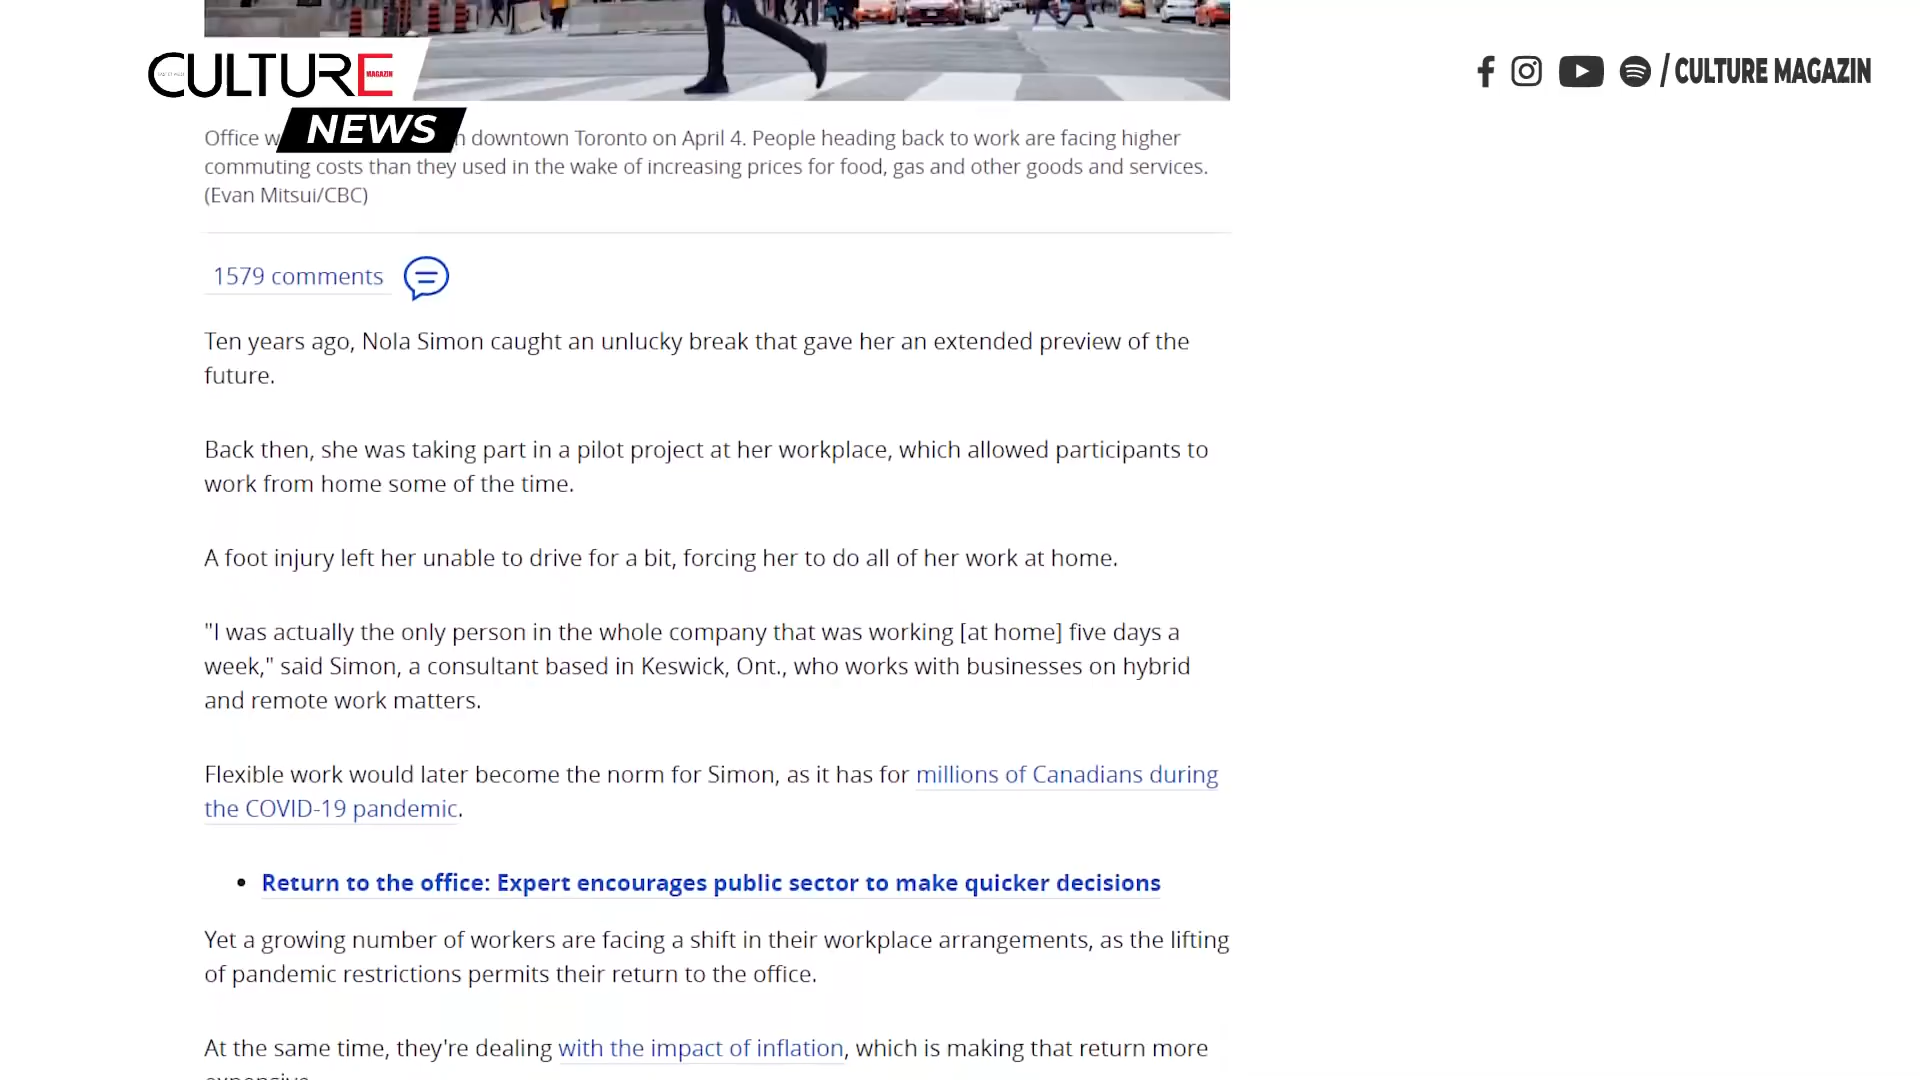 CULTURE
MAGAZIN
NEWS
/ CULTURE MAGAZIN
Office downtown Toronto on April 4. People heading back to work are facing higher
commuting costs than they used in the wake of increasing prices for food, gas and other goods and services.
(Evan Mitsui/CBC)
1579 comments
Ten years ago, Nola Simon caught an unlucky break that gave her an extended preview of the
future.
Back then, she was taking part in a pilot project at her workplace, which allowed participants to
work from home some of the time.
A foot injury left her unable to drive for a bit, forcing her to do all of her work at home.
"I was actually the only person in the whole company that was working [at home] five days a
week," said Simon, a consultant based in Keswick, Ont., who works with businesses on hybrid
and remote work matters.
Flexible work would later become the norm for Simon, as it has for millions of Canadians during
the COVID-19 pandemic.
• Return to the office: Expert encourages public sector to make quicker decisions
Yet a growing number of workers are facing a shift in their workplace arrangements, as the lifting
of pandemic restrictions permits their return to the office.
At the same time, they're dealing with the impact of inflation, which is making that return more